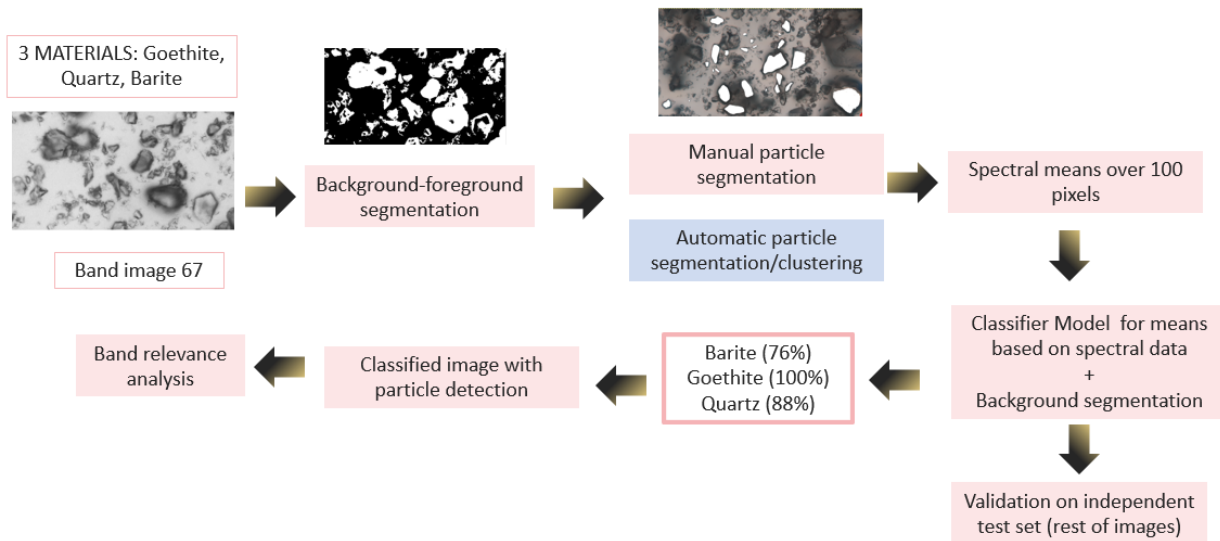 3 MATERIALS: Goethite,
Quartz, Barite
Band image 67
Background-foreground
segmentation
Manual particle
segmentation
Automatic particle
segmentation/clustering
Spectral means over 100
pixels
Classifier Model for means
based on spectral data
+
Background segmentation
Validation on independent
test set (rest of images)
Barite (76%)
Goethite (100%)
Quartz (88%)
Classified image with
particle detection
Band relevance
analysis